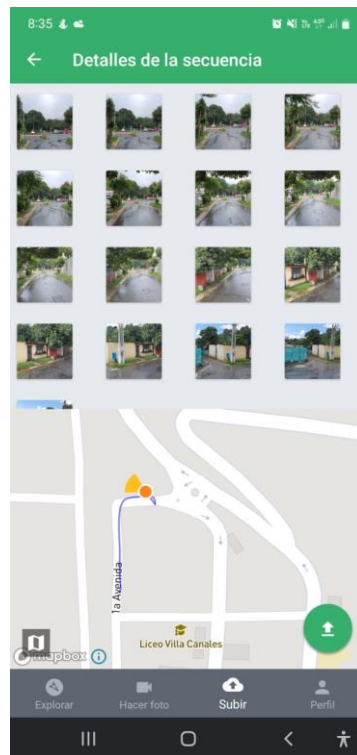 8:35
Detalles de la secuencia
1a Avenida
Liceo Villa Canales
mapbox
Explorar
Hacer foto
Subir
Perfil